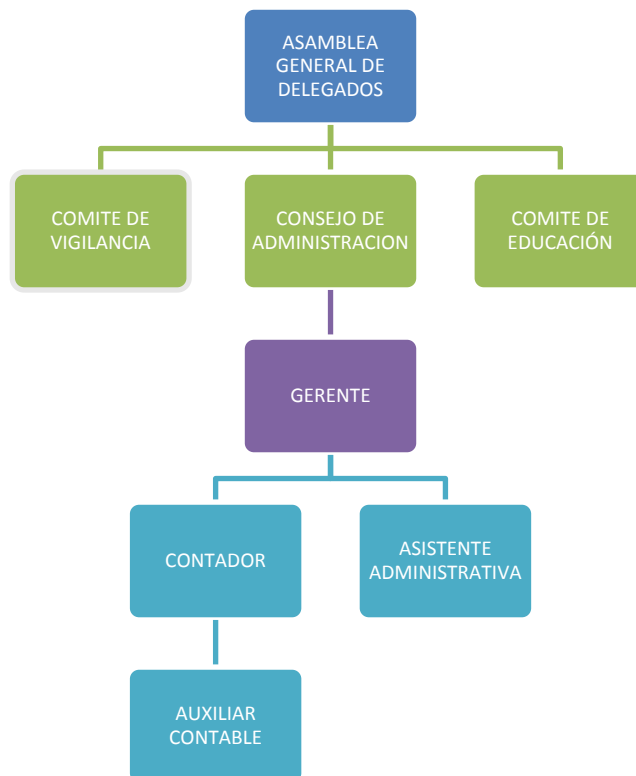 ASAMBLEA
GENERAL DE
DELEGADOS
COMITE DE
VIGILANCIA
CONSEJO DE
ADMINISTRACION
COMITE DE
EDUCACIÓN
GERENTE
CONTADOR
ASISTENTE
ADMINISTRATIVA
AUXILIAR
CONTABLE